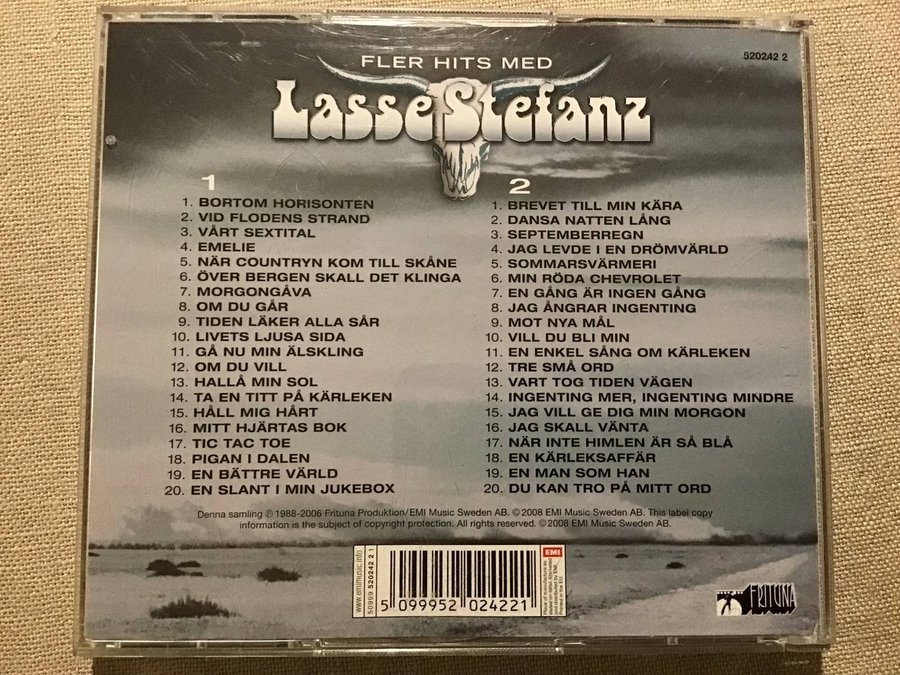 FLER HITS MED
520242 2
Lasse Stefanz
1
1. BORTOM HORISONTEN
2. VID FLODENS STRAND
3. VÅRT SEXTITAL
4. EMELIE
5. NÄR COUNTRYN KOM TILL SKÅNE
6. ÖVER BERGEN SKALL DET KLINGA
7. MORGONGÅVA
8. OM DU GÅR
9. TIDEN LÄKER ALLA SÅR
10. LIVETS LJUSA SIDA
11. GÅ NU MIN ÄLSKLING
12. OM DU VILL
13. HALLÅ MIN SOL
14. TA EN TITT PÅ KÄRLEKEN
15. HÅLL MIG HÅRT
16. MITT HJÄRTAS BOK
17. TIC TAC TOE
18. PIGAN I DALEN
19. EN BÄTTRE VÄRLD
20. EN SLANT I MIN JUKEBOX
2
1. BREVET TILL MIN KÄRA
2. DANSA NATTEN LÅNG
3. SEPTEMBERREGN
4. JAG LEVDE I EN DRÖMVÄRLD
5. SOMMARSVÄRMERI
6. MIN RÖDA CHEVROLET
7. EN GÅNG ÄR INGEN GÅNG
8. JAG ÅNGRAR INGENTING
9. MOT NYA MÅL
10. VILL DU BLI MIN
11. EN ENKEL SÅNG OM KÄRLEKEN
12. TRE SMÅ ORD
13. VART TOG TIDEN VÄGEN
14. INGENTING MER, INGENTING MINDRE
15. JAG VILL GE DIG MIN MORGON
16. JAG SKALL VÄNTA
17. NÄR INTE HIMLEN ÄR SÅ BLÅ
18. EN KÄRLEKSAFFÄR
19. EN MAN SOM HAN
20. DU KAN TRO PÅ MITT ORD
Denna samling ℗ 1988-2006 Frituna Produktion/EMI Music Sweden AB. © 2008 EMI Music Sweden AB. This label copy
information is the subject of copyright protection. All rights reserved. © 2008 EMI Music Sweden AB.
www.emimusic.info
50999 520242 2 1
5 099952 024221
EMI
FRITUNA